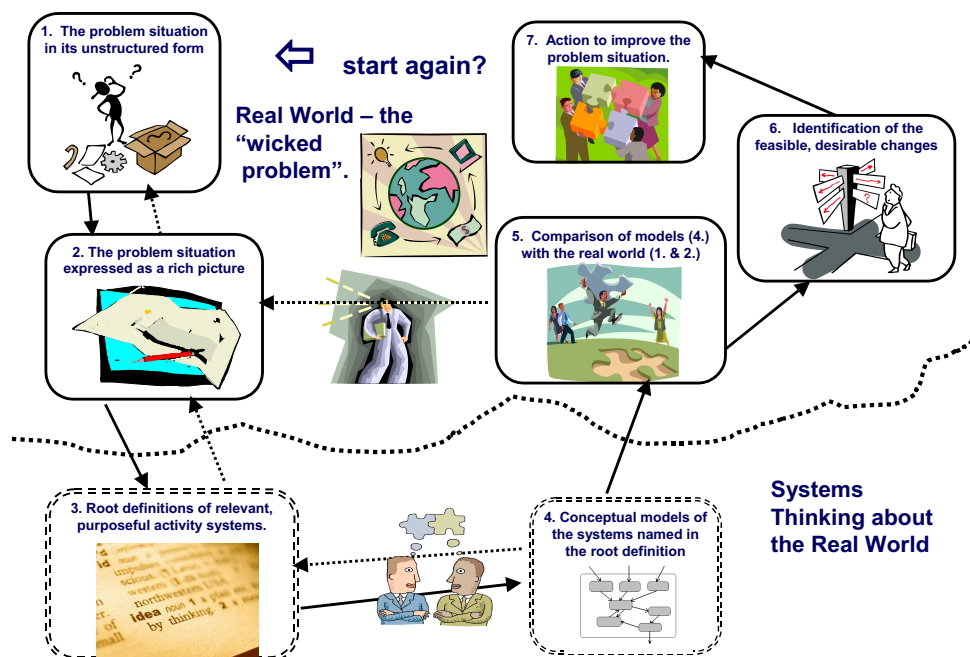 1. The problem situation
in its unstructured form
start again?
7. Action to improve the
problem situation.
Real World – the
“wicked
problem”.
6. Identification of the
feasible, desirable changes
2. The problem situation
expressed as a rich picture
5. Comparison of models (4.)
with the real world (1. & 2.)
3. Root definitions of relevant,
purposeful activity systems.
idea noun 1
by thinking 2
4. Conceptual models of
the systems named in
the root definition
Systems
Thinking about
the Real World